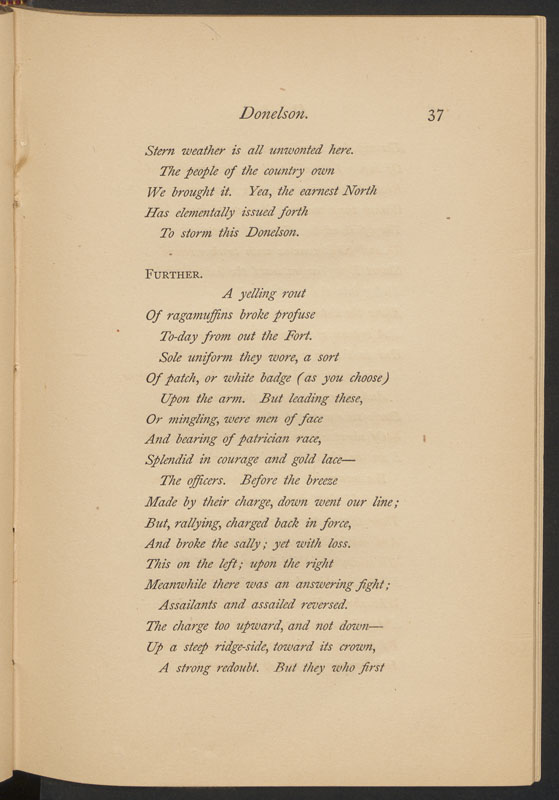 Donelson. 37
Stern weather is all unwonted here.
The people of the country own
We brought it. Yea, the earnest North
Has elementally issued forth
To storm this Donelson.
FURTHER.
A yelling rout
Of ragamuffins broke profuse
To-day from out the Fort.
Sole uniform they wore, a sort
Of patch, or white badge (as you choose)
Upon the arm. But leading these,
Or mingling, were men of face
And bearing of patrician race,
Splendid in courage and gold lace—
The officers. Before the breeze
Made by their charge, down went our line;
But, rallying, charged back in force,
And broke the sally; yet with loss.
This on the left; upon the right
Meanwhile there was an answering fight;
Assailants and assailed reversed.
The charge too upward, and not down—
Up a steep ridge-side, toward its crown,
A strong redoubt. But they who first